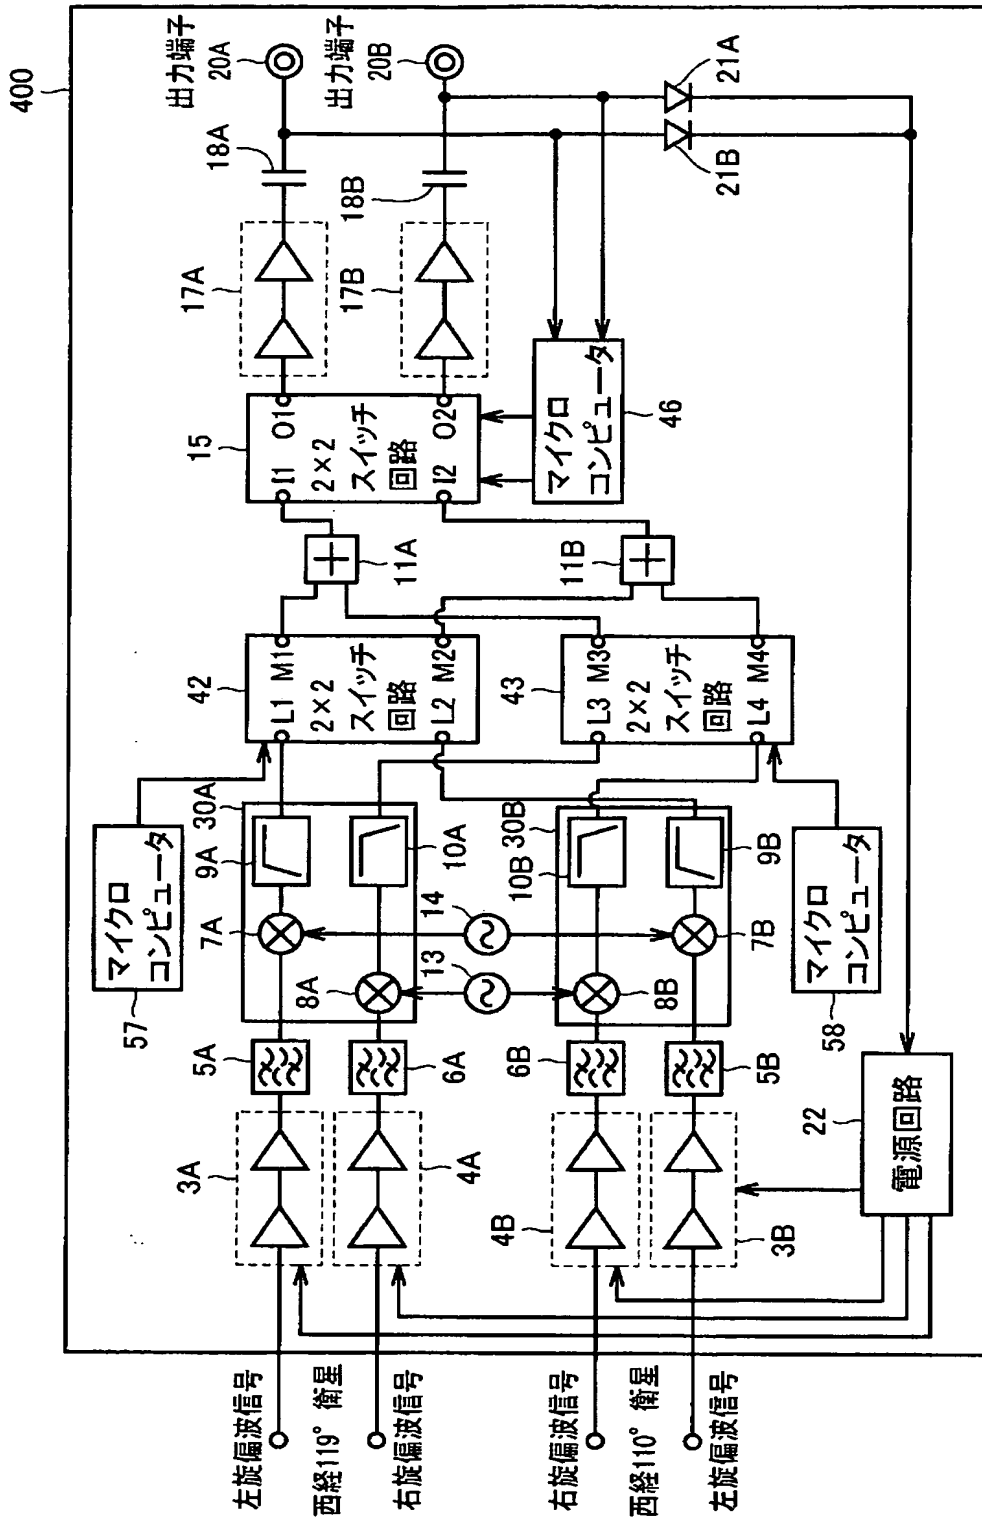 400
出力端子
20A
出力端子
20B
18A
18B
17A
17B
21A
21B
15
I1 O1
2×2
スイッチ
回路
I2 O2
マイクロ
コンピュータ
46
11A
11B
42
L1 M1
2×2
スイッチ
回路
L2 M2
43
L3 M3
2×2
スイッチ
回路
L4 M4
マイクロ
コンピュータ
57
30A
9A
10A
7A
8A
14
13
30B
10B
9B
8B
7B
マイクロ
コンピュータ
58
5A
6A
6B
5B
3A
4A
4B
3B
22
電源回路
左旋偏波信号
西経119°衛星
右旋偏波信号
右旋偏波信号
西経110°衛星
左旋偏波信号